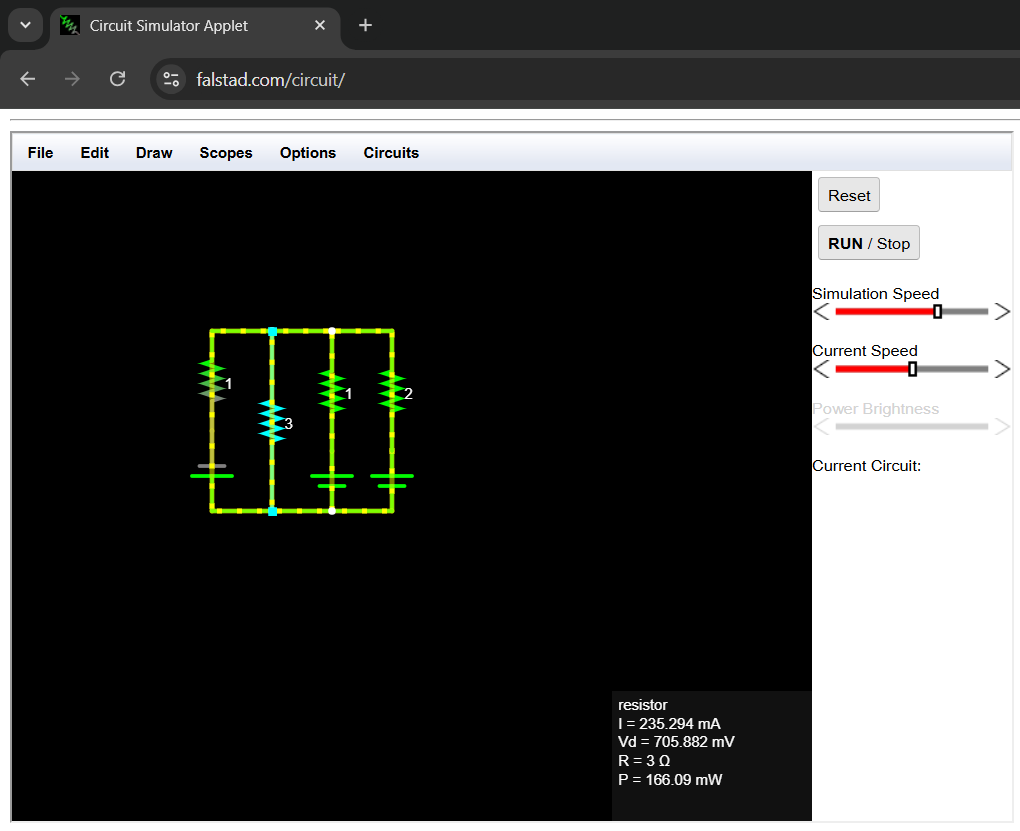 Circuit Simulator Applet
falstad.com/circuit/
File Edit Draw Scopes Options Circuits
Reset
RUN / Stop
Simulation Speed
Current Speed
Power Brightness
Current Circuit:
1
1
2
3
resistor
I = 235.294 mA
Vd = 705.882 mV
R = 3 Ω
P = 166.09 mW